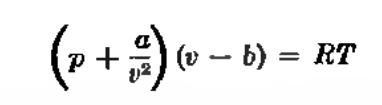 (p + a/v²) (v − b) = RT